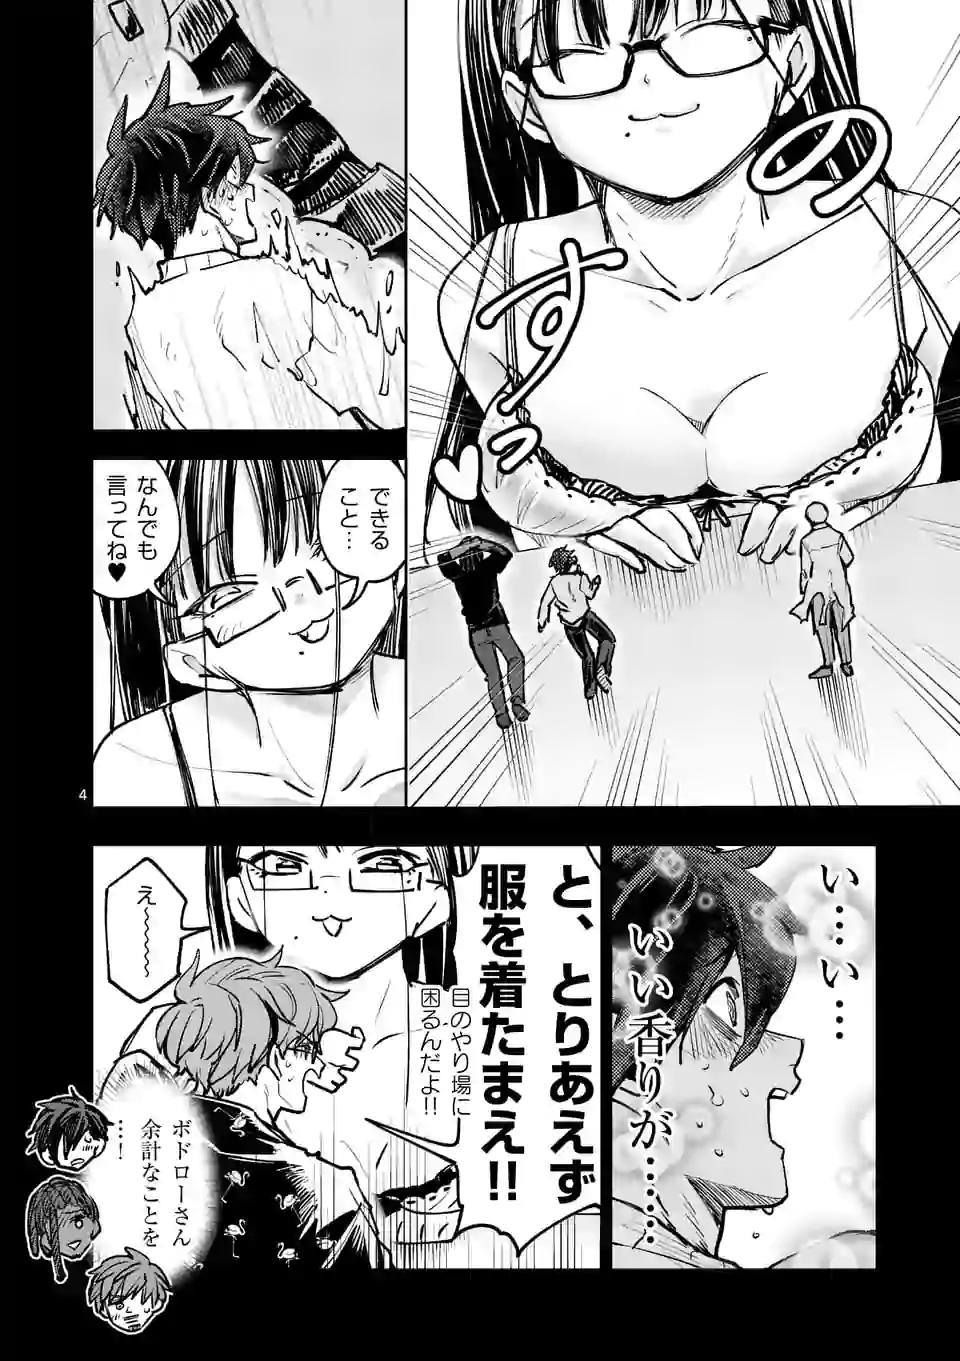 のすっ
できる
こと…
なんでも
言ってね♥
4
い……い…
いい香りが………
と、とりあえず
服を着たまえ!!
目のやり場に
困るんだよ!!
え〜〜〜
ボドローさん
余計なことを
…!